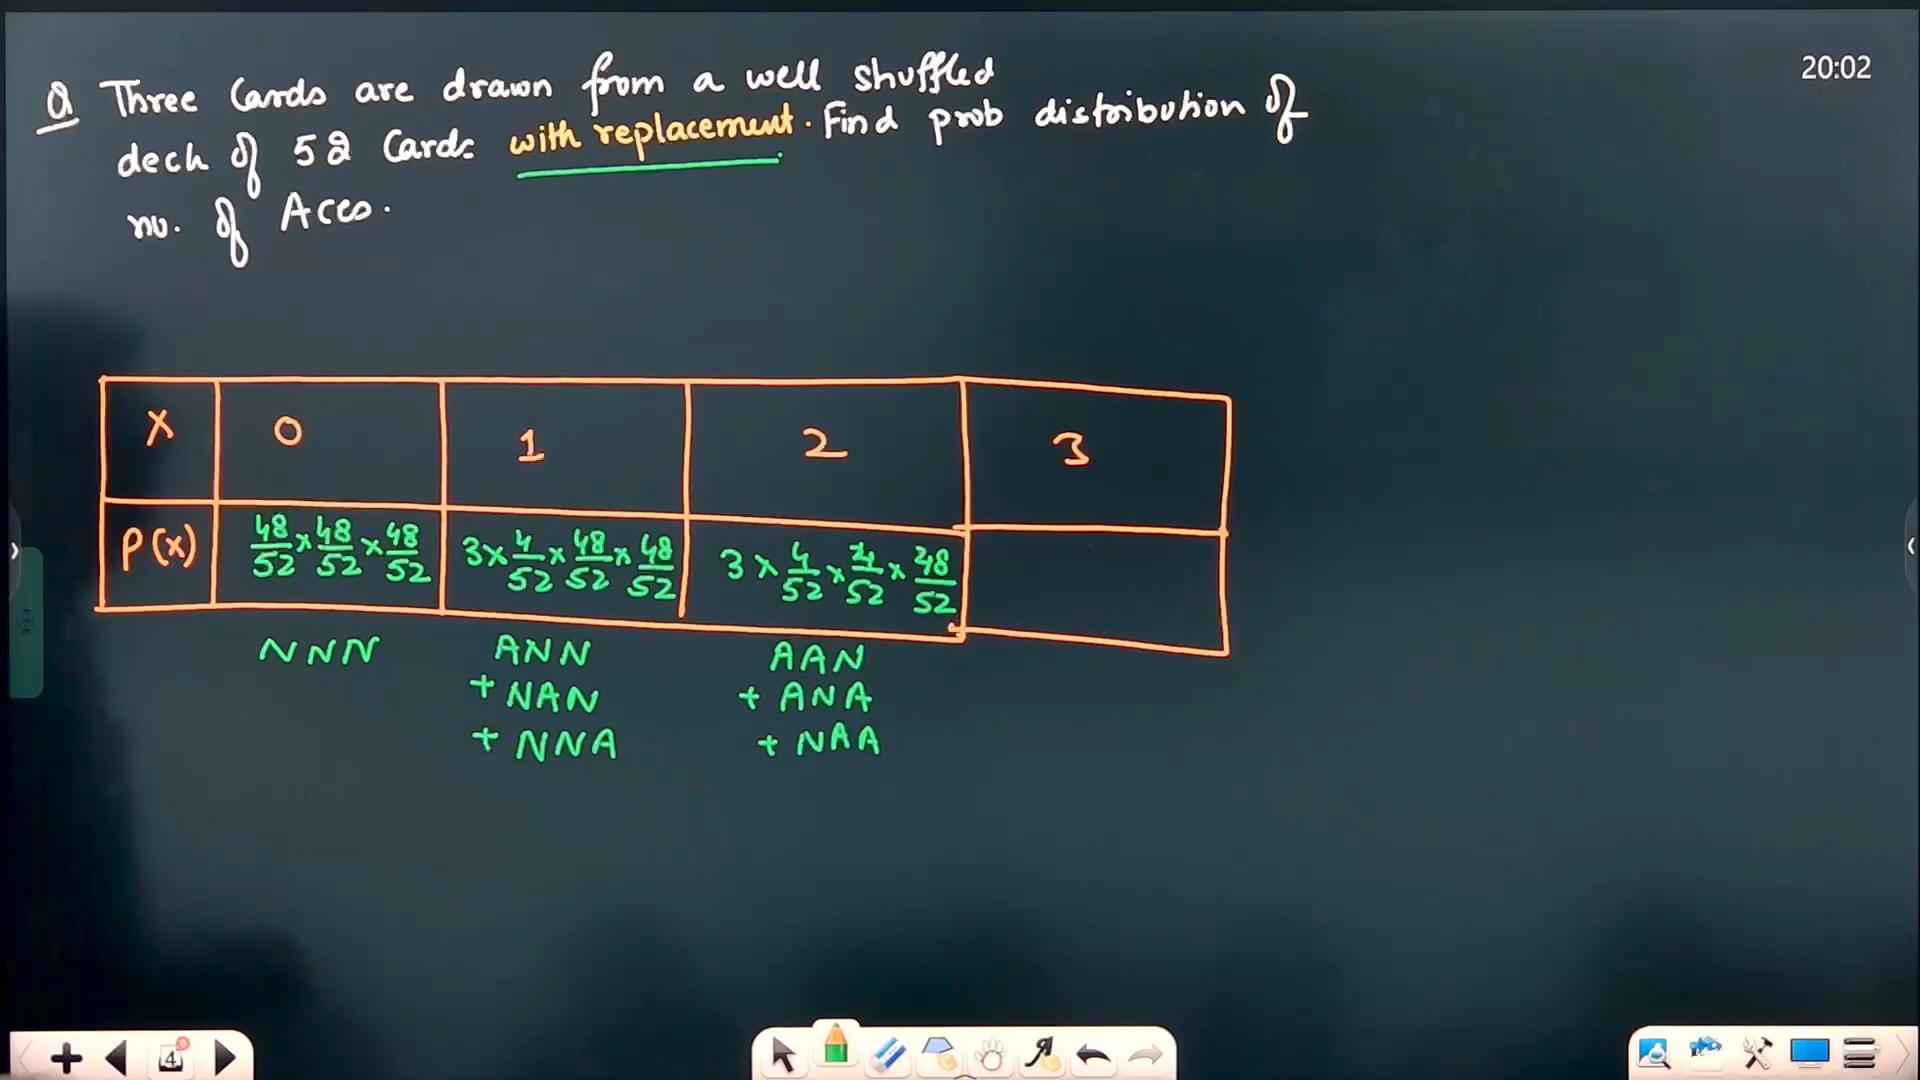 20:02
Q Three Cards are drawn from a well shuffled
deck of 52 Cards with replacement. Find prob distribution of
no. of Aces.
X 0 1 2 3
P(x) 48/52 × 48/52 × 48/52 3 × 4/52 × 48/52 × 48/52 3 × 4/52 × 4/52 × 48/52
NNN ANN AAN
+ NAN + ANA
+ NNA + NAA
4